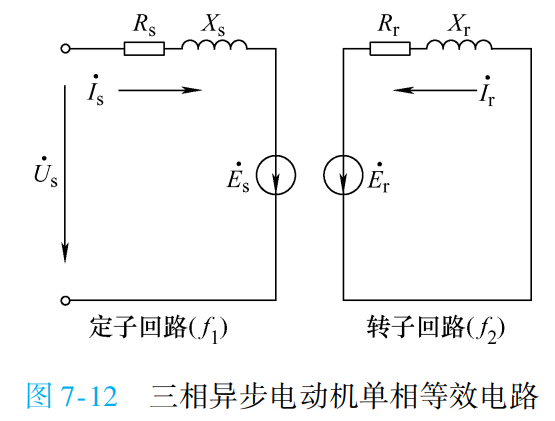 Rs Xs Rr Xr
İs İr
U̇s Ės Ėr
定子回路(f1) 转子回路(f2)
图 7-12 三相异步电动机单相等效电路